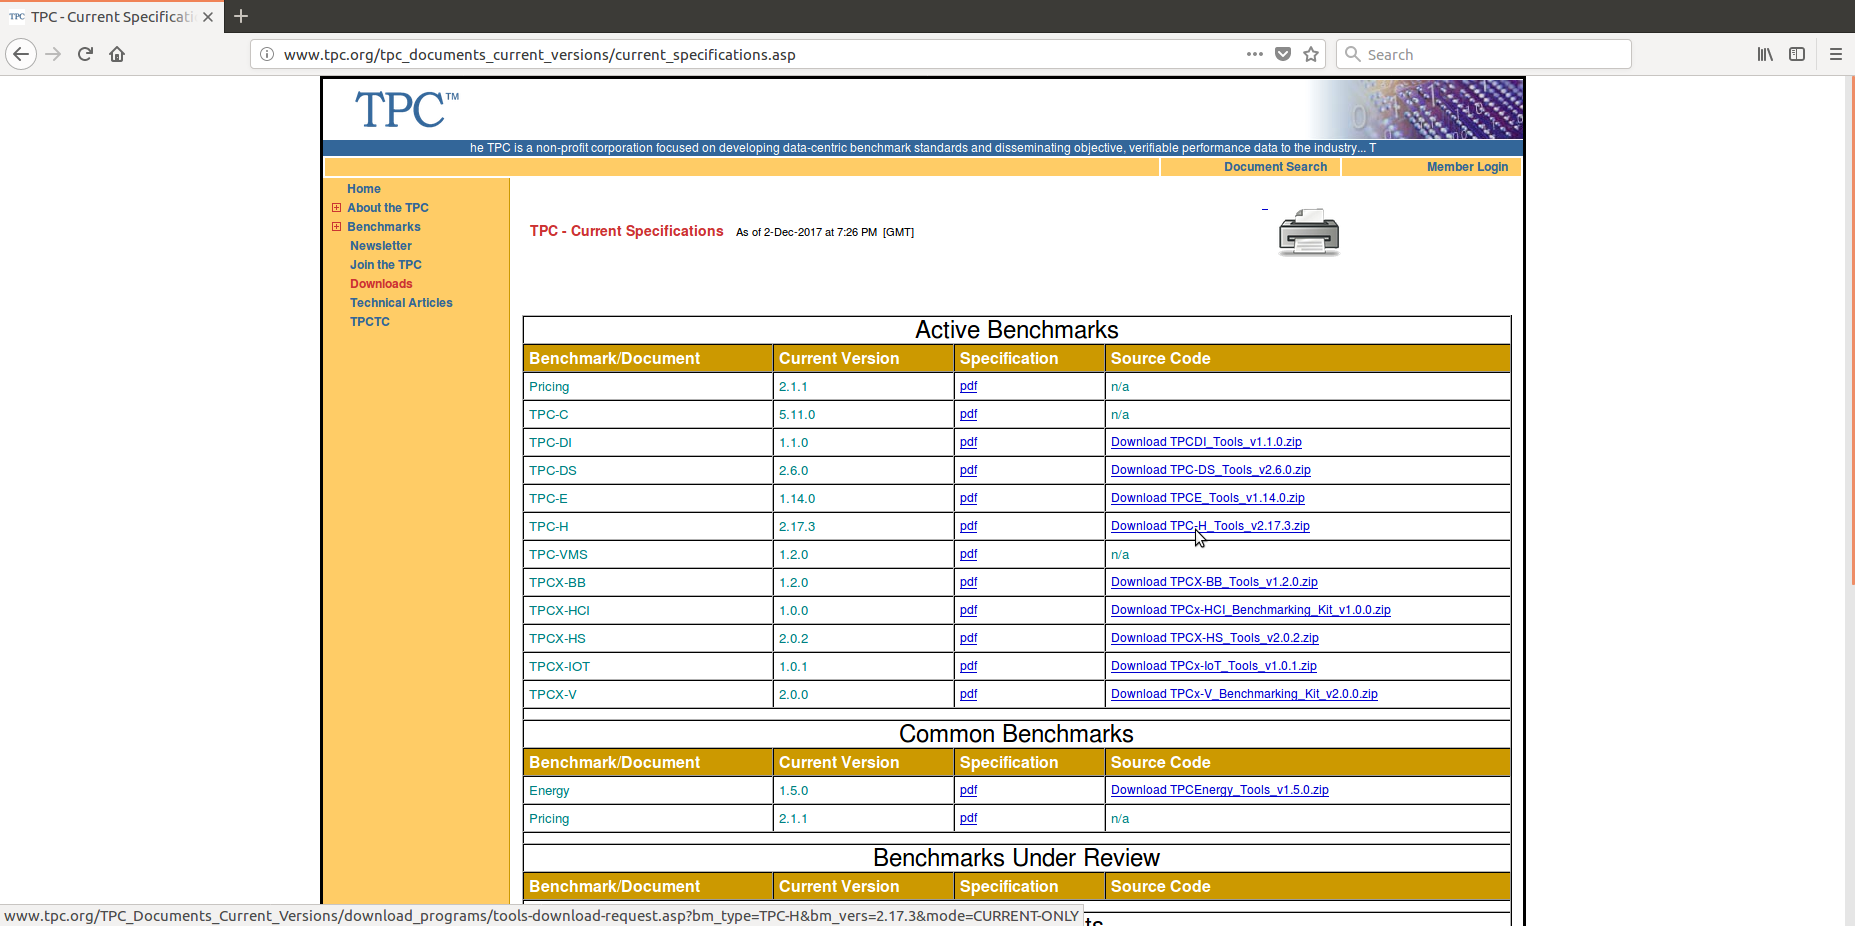 TPC TPC - Current Specificati
www.tpc.org/tpc_documents_current_versions/current_specifications.asp
Search
TPC™
he TPC is a non-profit corporation focused on developing data-centric benchmark standards and disseminating objective, verifiable performance data to the industry... T
Document Search Member Login
Home
About the TPC
Benchmarks
Newsletter
Join the TPC
Downloads
Technical Articles
TPCTC
TPC - Current Specifications As of 2-Dec-2017 at 7:26 PM [GMT]
Active Benchmarks
Benchmark/Document Current Version Specification Source Code
Pricing 2.1.1 pdf n/a
TPC-C 5.11.0 pdf n/a
TPC-DI 1.1.0 pdf Download TPCDI_Tools_v1.1.0.zip
TPC-DS 2.6.0 pdf Download TPC-DS_Tools_v2.6.0.zip
TPC-E 1.14.0 pdf Download TPCE_Tools_v1.14.0.zip
TPC-H 2.17.3 pdf Download TPC-H_Tools_v2.17.3.zip
TPC-VMS 1.2.0 pdf n/a
TPCX-BB 1.2.0 pdf Download TPCX-BB_Tools_v1.2.0.zip
TPCX-HCI 1.0.0 pdf Download TPCx-HCI_Benchmarking_Kit_v1.0.0.zip
TPCX-HS 2.0.2 pdf Download TPCX-HS_Tools_v2.0.2.zip
TPCX-IOT 1.0.1 pdf Download TPCx-IoT_Tools_v1.0.1.zip
TPCX-V 2.0.0 pdf Download TPCx-V_Benchmarking_Kit_v2.0.0.zip
Common Benchmarks
Benchmark/Document Current Version Specification Source Code
Energy 1.5.0 pdf Download TPCEnergy_Tools_v1.5.0.zip
Pricing 2.1.1 pdf n/a
Benchmarks Under Review
Benchmark/Document Current Version Specification Source Code
www.tpc.org/TPC_Documents_Current_Versions/download_programs/tools-download-request.asp?bm_type=TPC-H&bm_vers=2.17.3&mode=CURRENT-ONLY